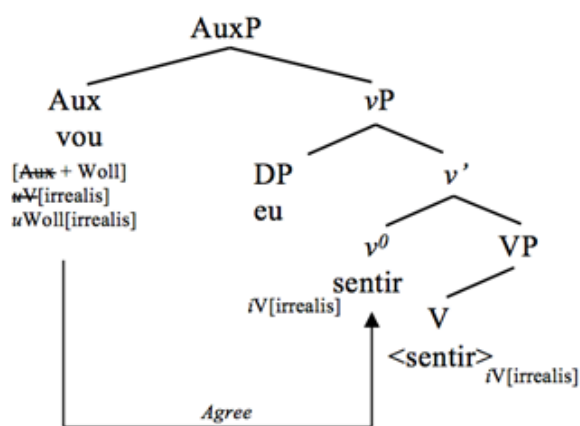 AuxP
Aux vP
vou
[Aux + Woll]
uV[irrealis]
uWoll[irrealis]
DP v'
eu
v⁰ VP
sentir
iV[irrealis]
V
<sentir>
iV[irrealis]
Agree